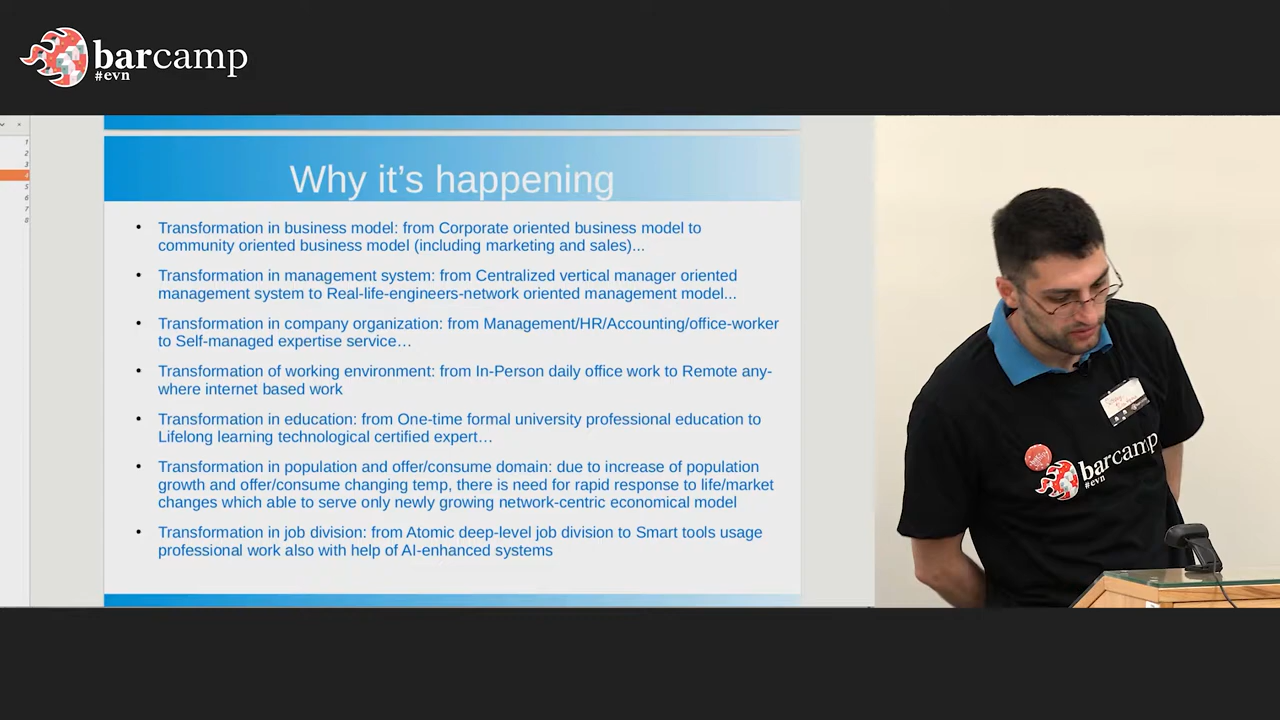 barcamp
#evn
1
2
3
4
5
6
7
8
Why it’s happening
• Transformation in business model: from Corporate oriented business model to
community oriented business model (including marketing and sales)...
• Transformation in management system: from Centralized vertical manager oriented
management system to Real-life-engineers-network oriented management model...
• Transformation in company organization: from Management/HR/Accounting/office-worker
to Self-managed expertise service…
• Transformation of working environment: from In-Person daily office work to Remote any-
where internet based work
• Transformation in education: from One-time formal university professional education to
Lifelong learning technological certified expert…
• Transformation in population and offer/consume domain: due to increase of population
growth and offer/consume changing temp, there is need for rapid response to life/market
changes which able to serve only newly growing network-centric economical model
• Transformation in job division: from Atomic deep-level job division to Smart tools usage
professional work also with help of AI-enhanced systems
barcamp
#evn